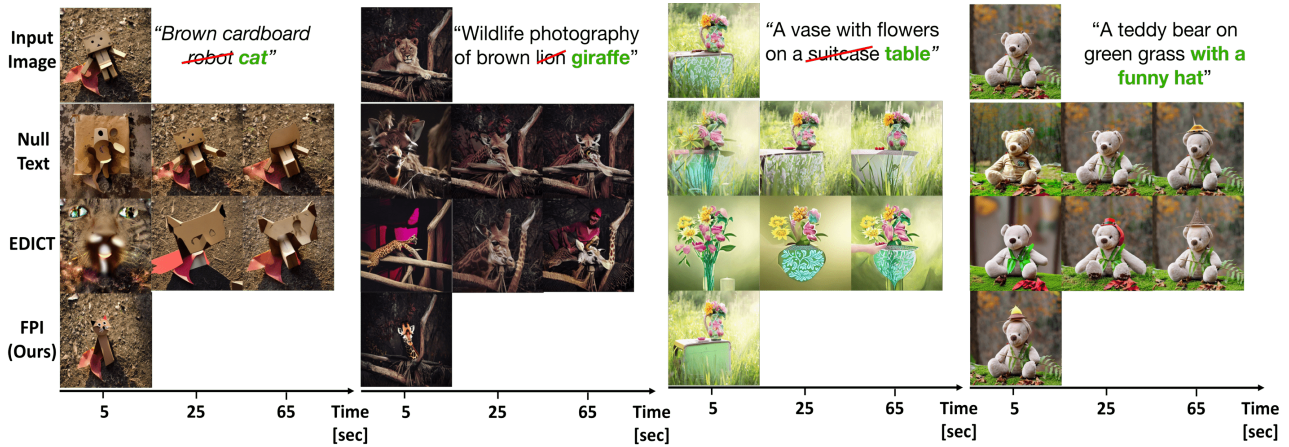 Input
Image
“Brown cardboard
robot cat”
“Wildlife photography
of brown lion giraffe”
“A vase with flowers
on a suitcase table”
“A teddy bear on
green grass with a
funny hat”
Null
Text
EDICT
FPI
(Ours)
5 25 65 Time
[sec]
5 25 65 Time
[sec]
5 25 65 Time
[sec]
5 25 65 Time
[sec]